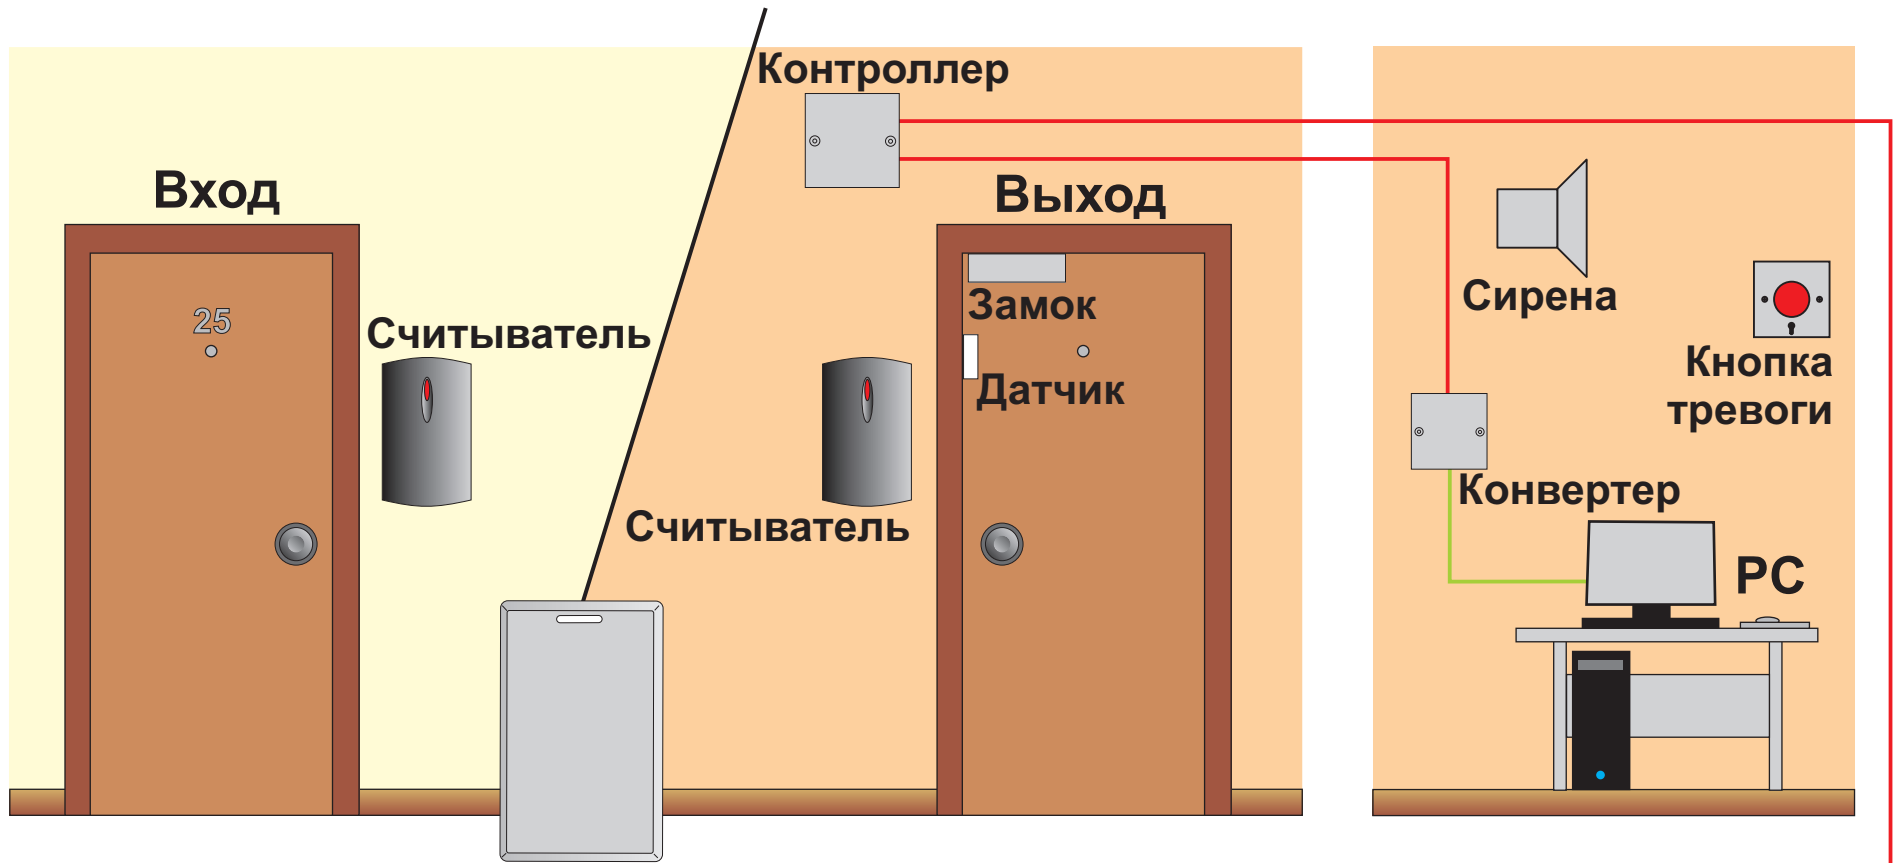 Контроллер
Вход
Выход
25
Считыватель
Замок
Датчик
Считыватель
Сирена
Кнопка
тревоги
Конвертер
PC